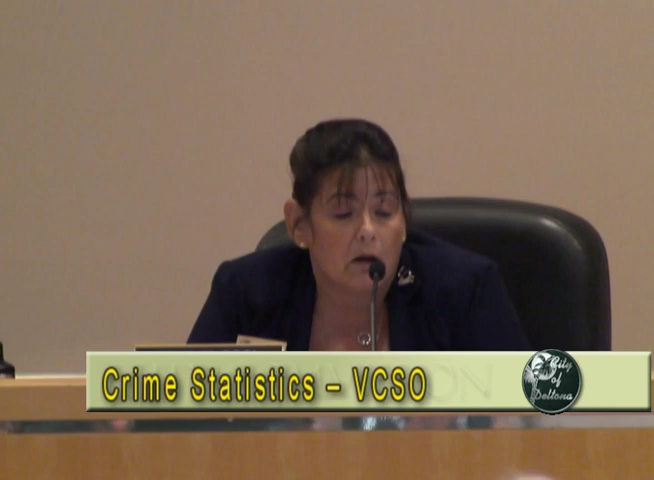 Crime Statistics – VCSO
City
of
Deltona